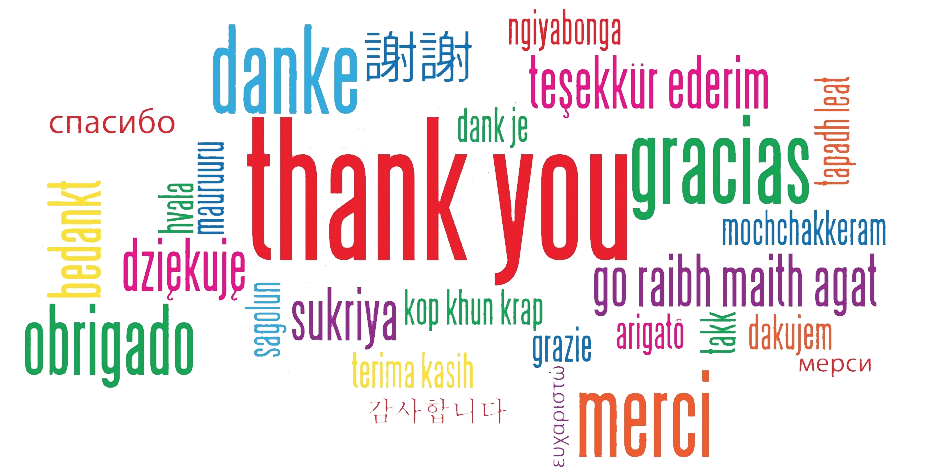 ngiyabonga
danke
謝謝
teşekkür ederim
tapadh leat
спасибо
dank je
thank you
gracias
mauruuru
hvala
bedankt
mochchakkeram
dziękuję
go raibh maith agat
sagolun
sukriya
kop khun krap
obrigado
grazie
arigatô
takk
dakujem
мерси
terima kasih
감사합니다
ευχαριστώ
merci